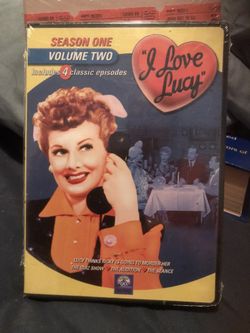 SEASON ONE
VOLUME TWO
Includes 4 classic episodes
"I Love
Lucy"
LUCY THINKS RICKY IS GOING TO MURDER HER
THE QUIZ SHOW THE AUDITION THE SEANCE